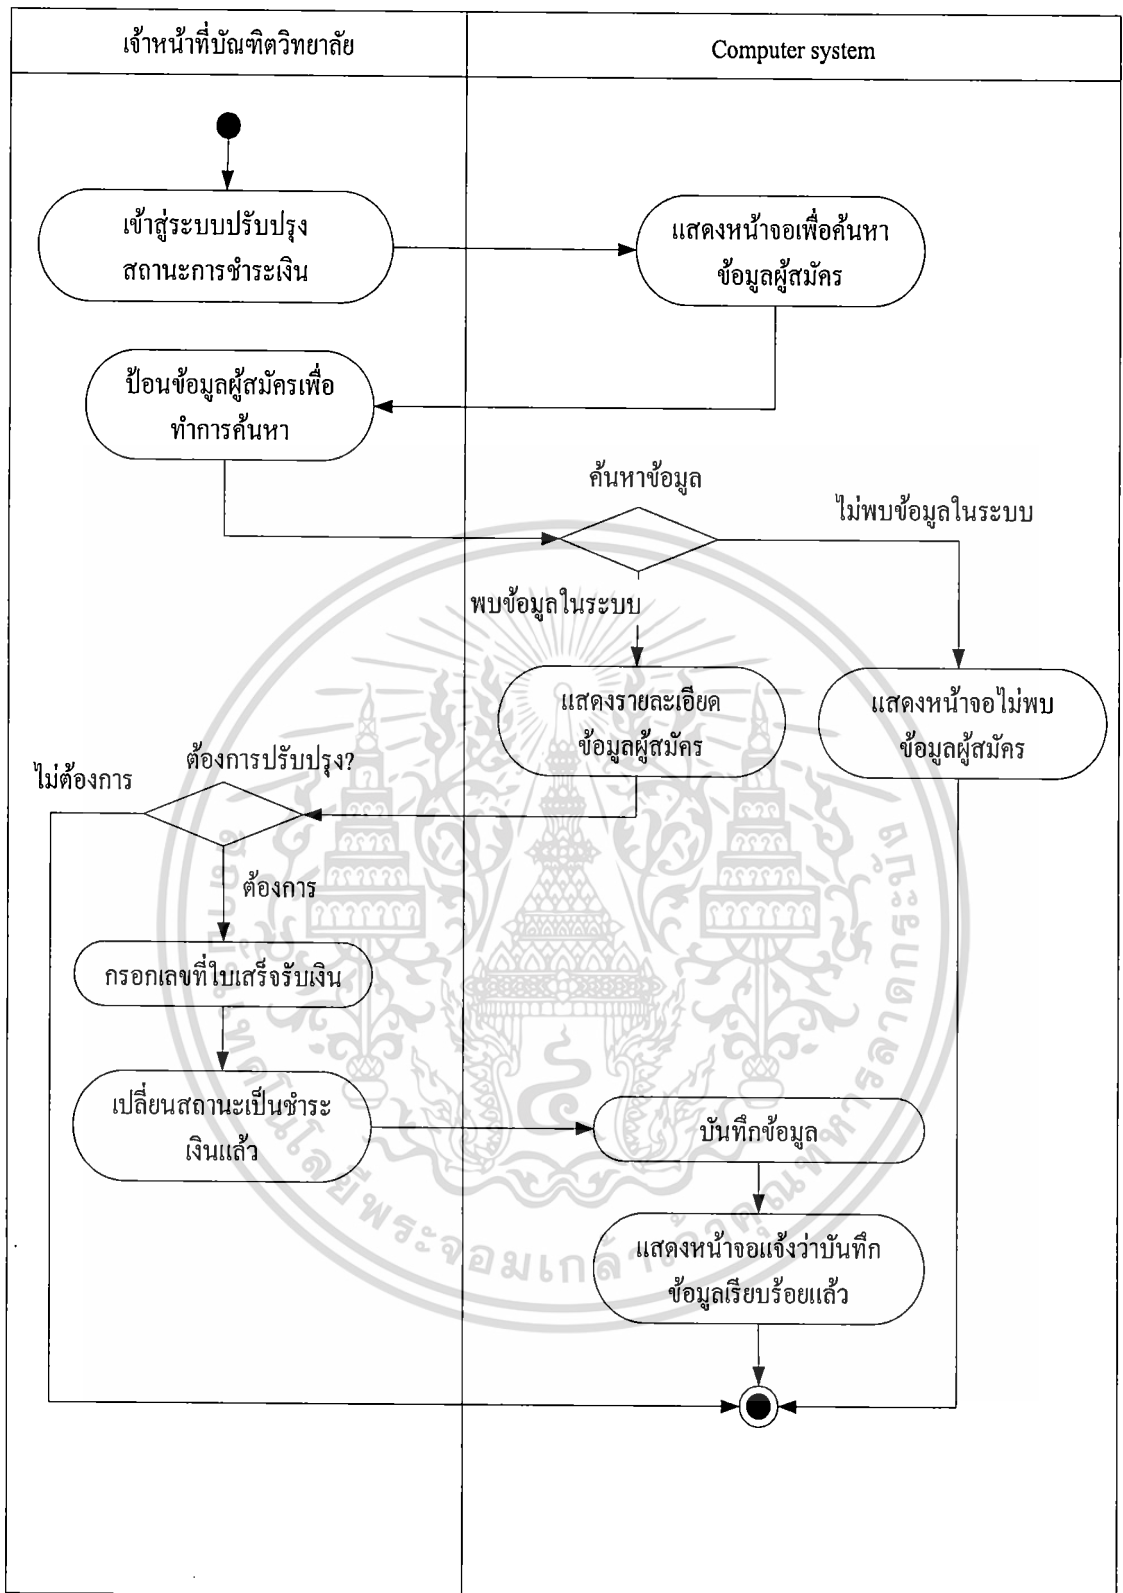 เจ้าหน้าที่บัณฑิตวิทยาลัย
Computer system
เข้าสู่ระบบปรับปรุง
สถานะการชำระเงิน
แสดงหน้าจอเพื่อค้นหา
ข้อมูลผู้สมัคร
ป้อนข้อมูลผู้สมัครเพื่อ
ทำการค้นหา
ค้นหาข้อมูล
ไม่พบข้อมูลในระบบ
พบข้อมูลในระบบ
แสดงรายละเอียด
ข้อมูลผู้สมัคร
แสดงหน้าจอไม่พบ
ข้อมูลผู้สมัคร
ต้องการปรับปรุง?
ไม่ต้องการ
ต้องการ
กรอกเลขที่ใบเสร็จรับเงิน
เปลี่ยนสถานะเป็นชำระ
เงินแล้ว
บันทึกข้อมูล
แสดงหน้าจอแจ้งว่าบันทึก
ข้อมูลเรียบร้อยแล้ว